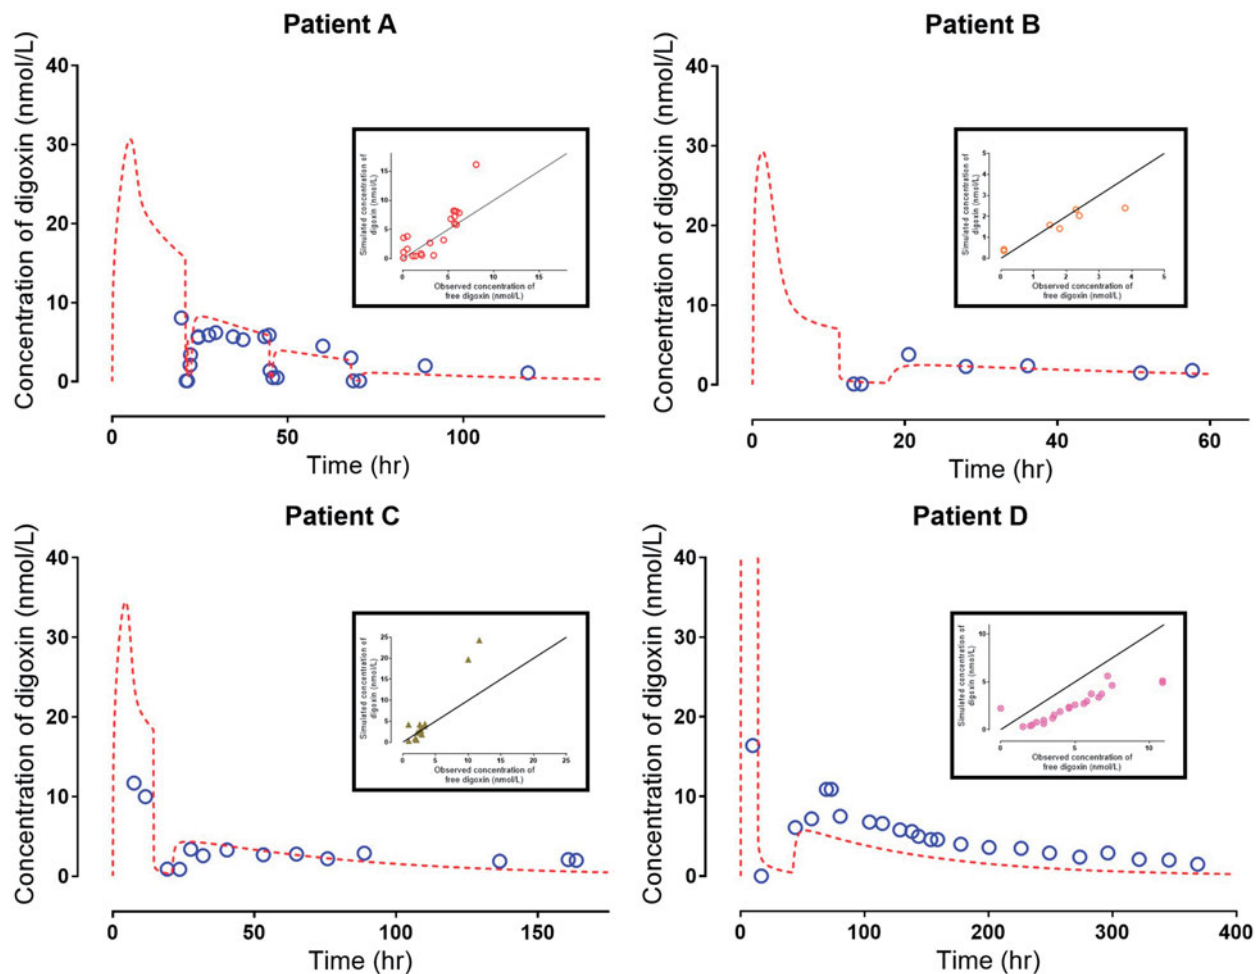 Patient A
Concentration of digoxin (nmol/L)
40
30
20
10
0
0 50 100
Time (hr)
Simulated concentration of
digoxin (nmol/L)
15
10
5
0
0 5 10 15
Observed concentration of
free digoxin (nmol/L)
Patient B
Concentration of digoxin (nmol/L)
40
30
20
10
0
0 20 40 60
Time (hr)
Simulated concentration of
digoxin (nmol/L)
5
4
3
2
1
0
0 1 2 3 4 5
Observed concentration of
free digoxin (nmol/L)
Patient C
Concentration of digoxin (nmol/L)
40
30
20
10
0
0 50 100 150
Time (hr)
Simulated concentration of
digoxin (nmol/L)
25
20
15
10
5
0
0 5 10 15 20 25
Observed concentration of
free digoxin (nmol/L)
Patient D
Concentration of digoxin (nmol/L)
40
30
20
10
0
0 100 200 300 400
Time (hr)
Simulated concentration of
digoxin (nmol/L)
10
5
0
0 5 10
Observed concentration of
free digoxin (nmol/L)